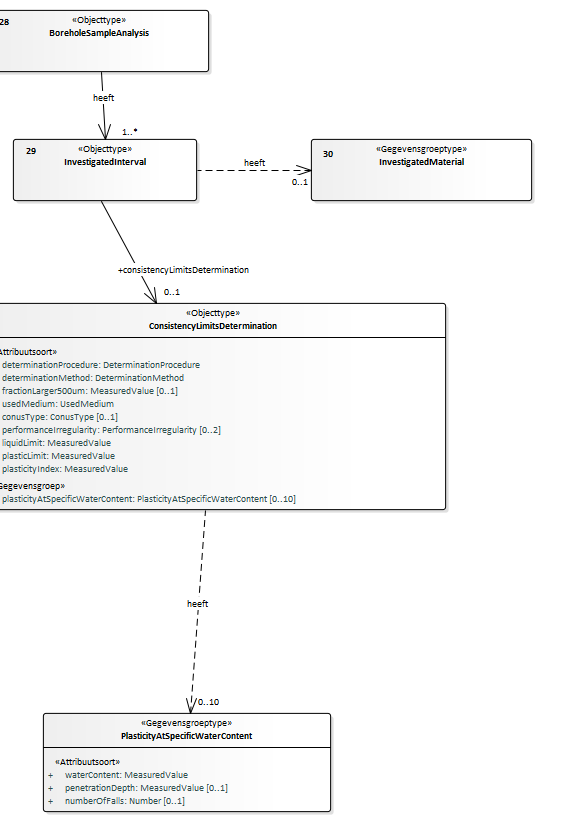 28
«Objecttype»
BoreholeSampleAnalysis
heeft
1..*
29
«Objecttype»
InvestigatedInterval
heeft
0..1
30
«Gegevensgroeptype»
InvestigatedMaterial
+consistencyLimitsDetermination
0..1
«Objecttype»
ConsistencyLimitsDetermination
Attribuutsoort»
determinationProcedure: DeterminationProcedure
determinationMethod: DeterminationMethod
fractionLarger500um: MeasuredValue [0..1]
usedMedium: UsedMedium
conusType: ConusType [0..1]
performanceIrregularity: PerformanceIrregularity [0..2]
liquidLimit: MeasuredValue
plasticLimit: MeasuredValue
plasticityIndex: MeasuredValue
Gegevensgroep»
plasticityAtSpecificWaterContent: PlasticityAtSpecificWaterContent [0..10]
heeft
0..10
«Gegevensgroeptype»
PlasticityAtSpecificWaterContent
«Attribuutsoort»
+ waterContent: MeasuredValue
+ penetrationDepth: MeasuredValue [0..1]
+ numberOfFalls: Number [0..1]